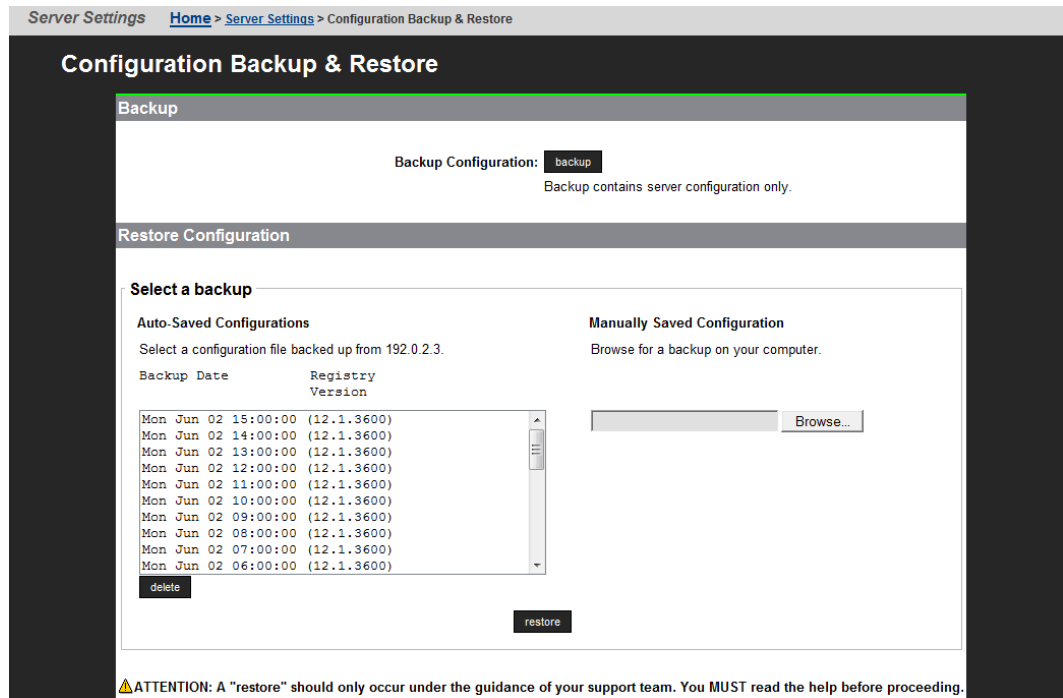 Server Settings Home > Server Settings > Configuration Backup & Restore
Configuration Backup & Restore
Backup
Backup Configuration: backup
Backup contains server configuration only.
Restore Configuration
Select a backup
Auto-Saved Configurations
Select a configuration file backed up from 192.0.2.3.
Backup Date Registry
Version
Mon Jun 02 15:00:00 (12.1.3600)
Mon Jun 02 14:00:00 (12.1.3600)
Mon Jun 02 13:00:00 (12.1.3600)
Mon Jun 02 12:00:00 (12.1.3600)
Mon Jun 02 11:00:00 (12.1.3600)
Mon Jun 02 10:00:00 (12.1.3600)
Mon Jun 02 09:00:00 (12.1.3600)
Mon Jun 02 08:00:00 (12.1.3600)
Mon Jun 02 07:00:00 (12.1.3600)
Mon Jun 02 06:00:00 (12.1.3600)
delete
Manually Saved Configuration
Browse for a backup on your computer.
Browse...
restore
ATTENTION: A "restore" should only occur under the guidance of your support team. You MUST read the help before proceeding.